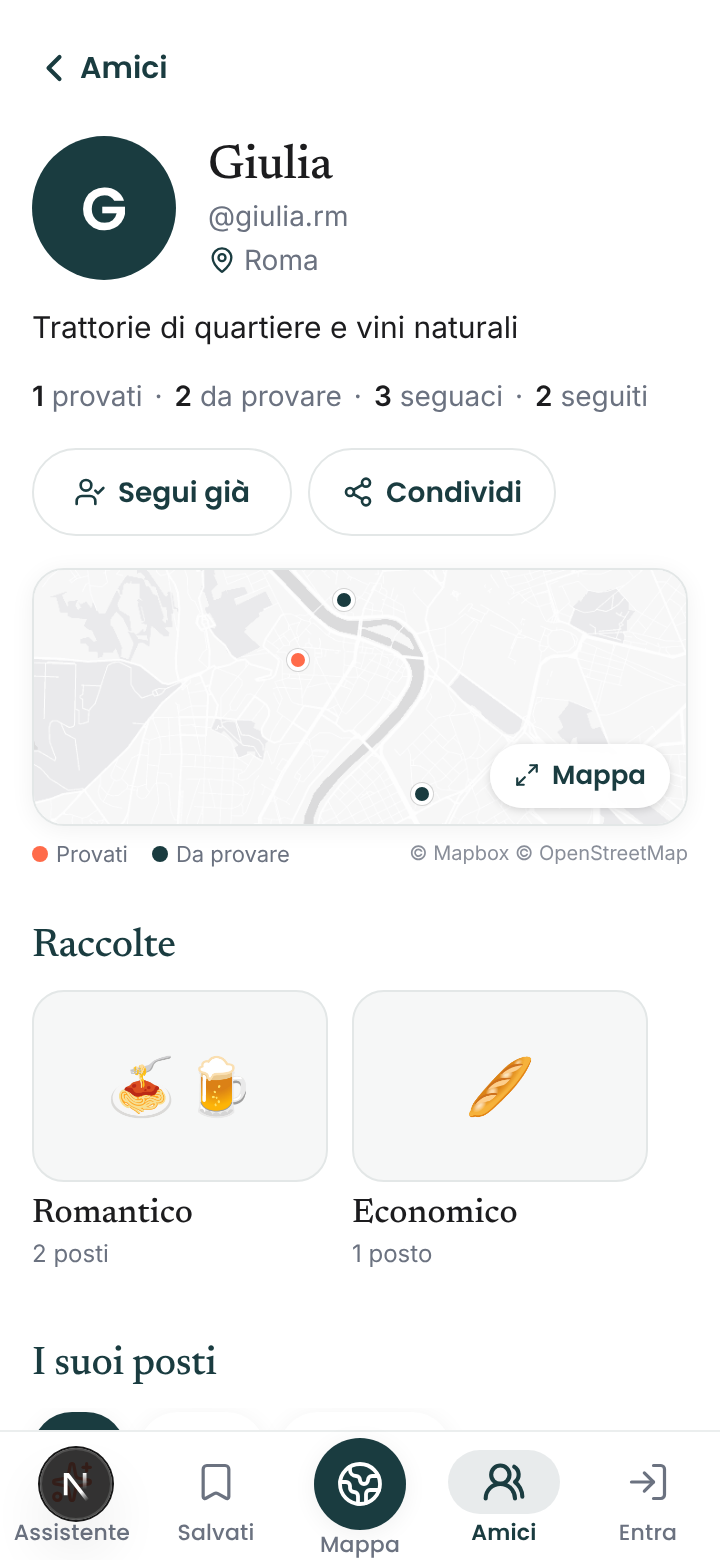 Amici
G
Giulia
@giulia.rm
Roma
Trattorie di quartiere e vini naturali
1 provati · 2 da provare · 3 seguaci · 2 seguiti
Segui già
Condividi
Mappa
Provati
Da provare
© Mapbox © OpenStreetMap
Raccolte
Romantico
2 posti
Economico
1 posto
I suoi posti
N
Assistente
Salvati
Mappa
Amici
Entra